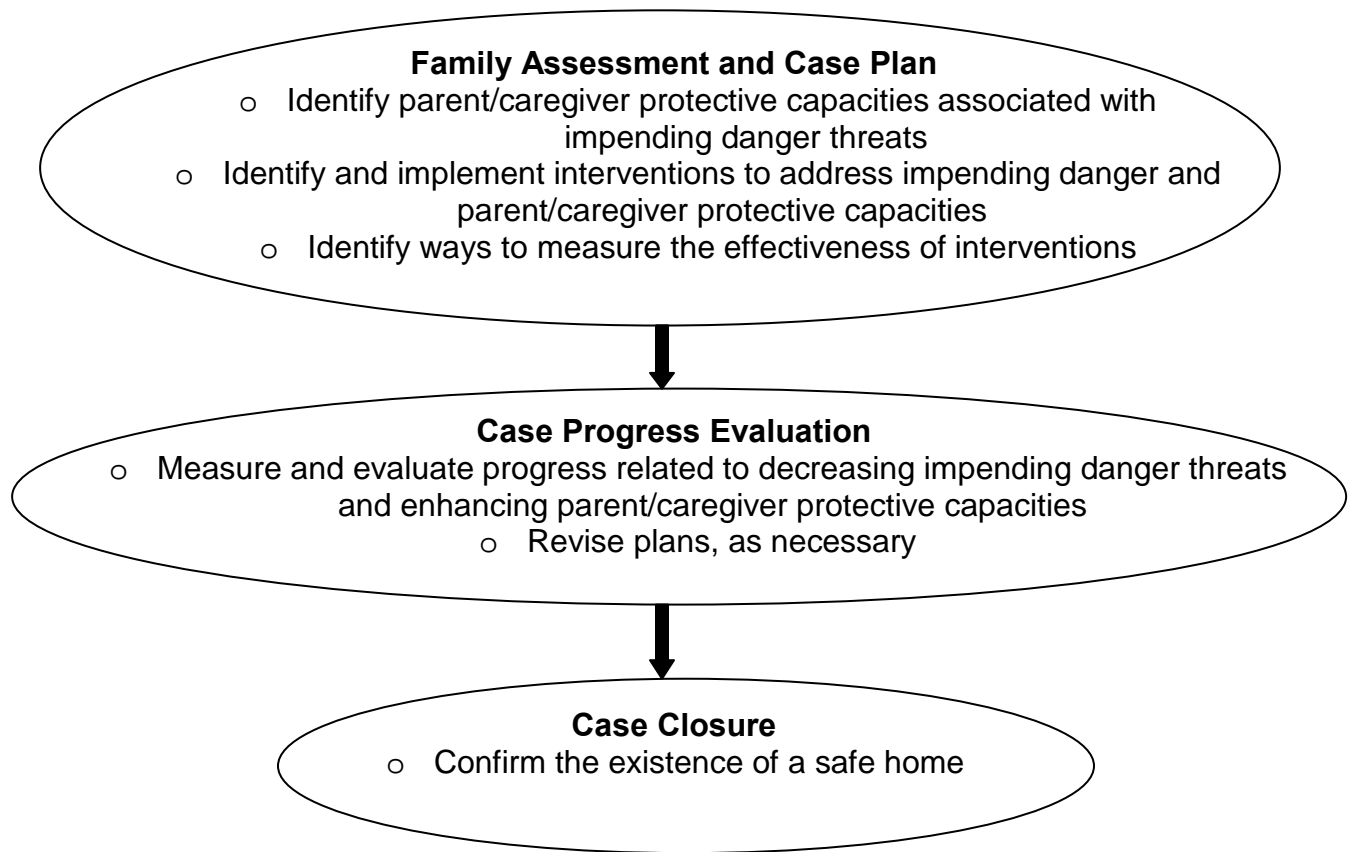 Family Assessment and Case Plan
o Identify parent/caregiver protective capacities associated with
impending danger threats
o Identify and implement interventions to address impending danger and
parent/caregiver protective capacities
o Identify ways to measure the effectiveness of interventions
Case Progress Evaluation
o Measure and evaluate progress related to decreasing impending danger threats
and enhancing parent/caregiver protective capacities
o Revise plans, as necessary
Case Closure
o Confirm the existence of a safe home